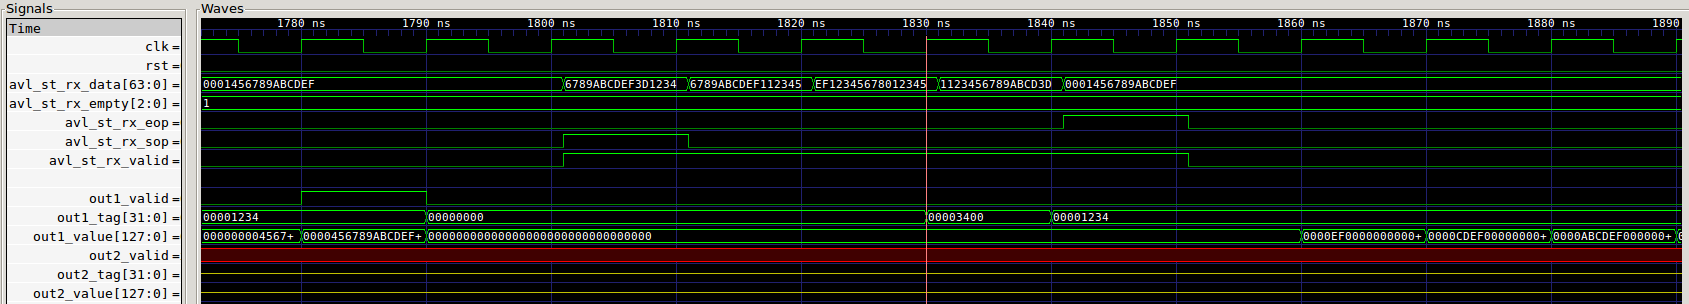 Signals Waves
Time 1780 ns 1790 ns 1800 ns 1810 ns 1820 ns 1830 ns 1840 ns 1850 ns 1860 ns 1870 ns 1880 ns 1890
clk =
rst =
avl_st_rx_data[63:0] = 0001456789ABCDEF 6789ABCDEF3D1234 6789ABCDEF112345 EF12345678012345 1123456789ABCD3D 0001456789ABCDEF
avl_st_rx_empty[2:0] = 1
avl_st_rx_eop =
avl_st_rx_sop =
avl_st_rx_valid =
out1_valid =
out1_tag[31:0] = 00001234 00000000 00003400 00001234
out1_value[127:0] = 000000004567+ 0000456789ABCDEF+ 00000000000000000000000000000000 0000EF0000000000+ 0000CDEF00000000+ 0000ABCDEF000000+
out2_valid =
out2_tag[31:0] =
out2_value[127:0] =